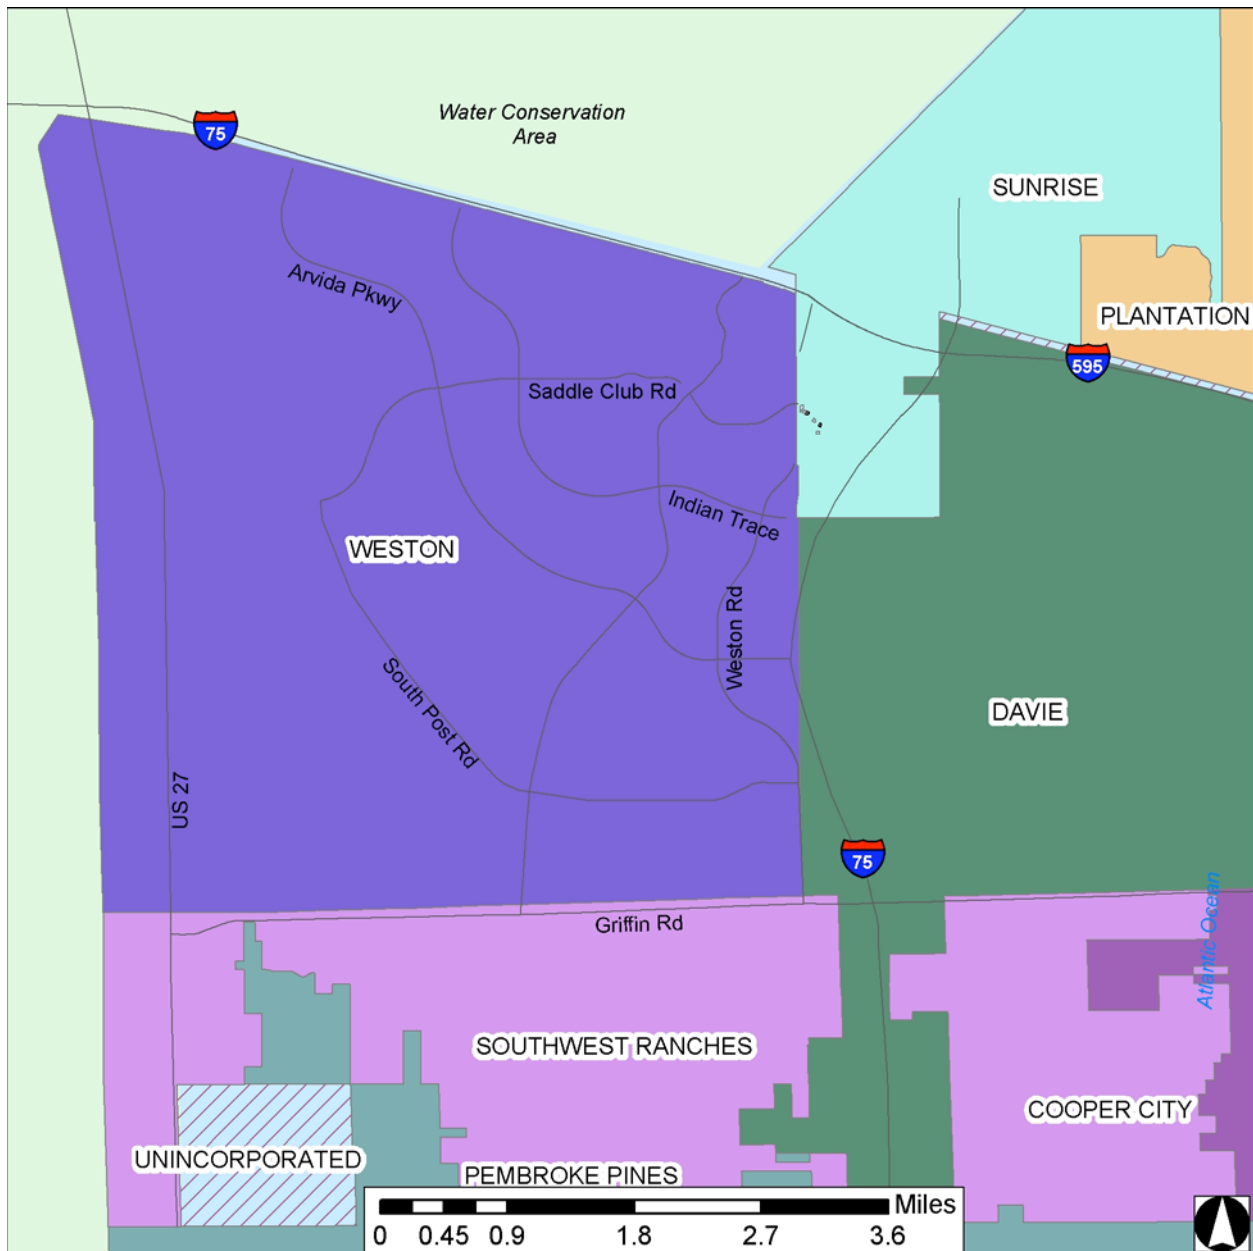 Water Conservation
Area
75
SUNRISE
Arvida Pkwy
PLANTATION
595
Saddle Club Rd
Indian Trace
WESTON
Weston Rd
South Post Rd
DAVIE
US 27
75
Atlantic Ocean
Griffin Rd
SOUTHWEST RANCHES
COOPER CITY
UNINCORPORATED
PEMBROKE PINES
Miles
0 0.45 0.9 1.8 2.7 3.6